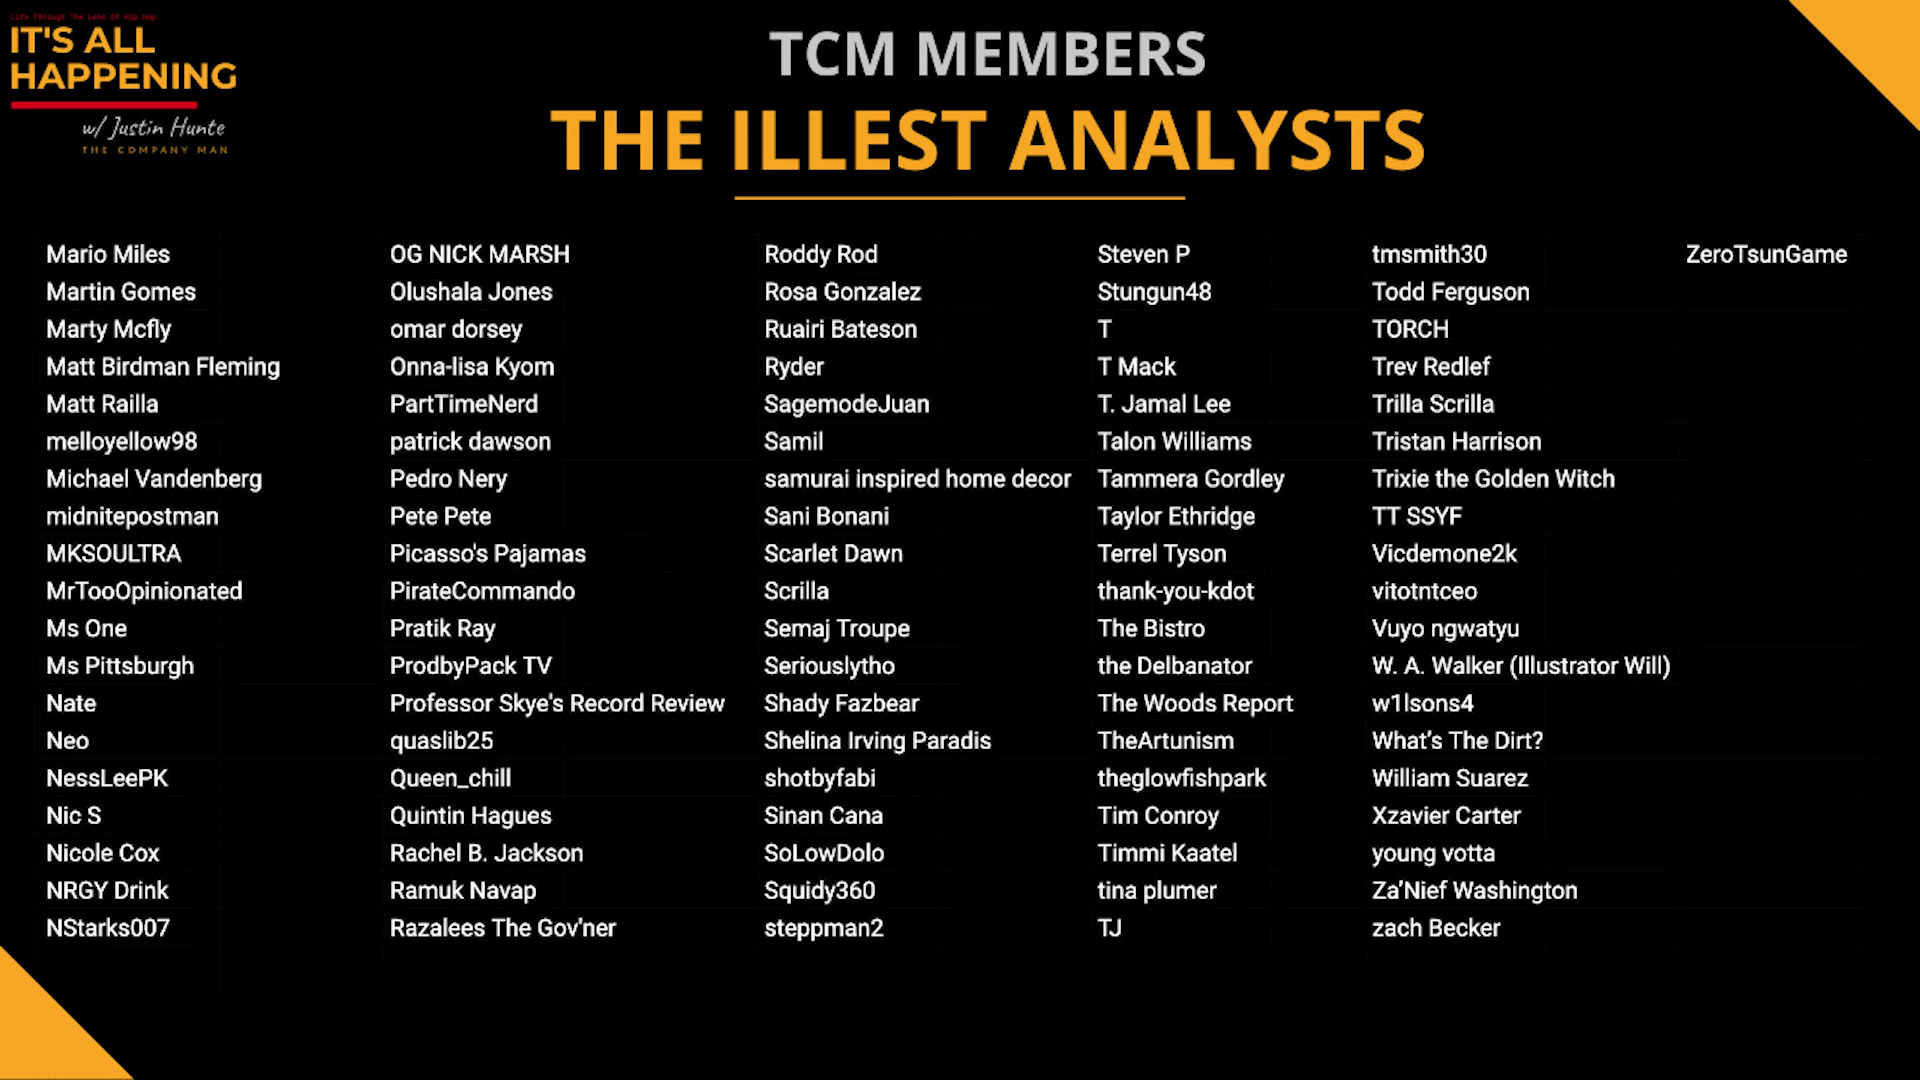 Life Through The Lens Of Hip Hop
IT'S ALL
HAPPENING
w/ Justin Hunte
THE COMPANY MAN
TCM MEMBERS
THE ILLEST ANALYSTS
Mario Miles
Martin Gomes
Marty Mcfly
Matt Birdman Fleming
Matt Railla
melloyellow98
Michael Vandenberg
midnitepostman
MKSOULTRA
MrTooOpinionated
Ms One
Ms Pittsburgh
Nate
Neo
NessLeePK
Nic S
Nicole Cox
NRGY Drink
NStarks007
OG NICK MARSH
Olushala Jones
omar dorsey
Onna-lisa Kyom
PartTimeNerd
patrick dawson
Pedro Nery
Pete Pete
Picasso's Pajamas
PirateCommando
Pratik Ray
ProdbyPack TV
Professor Skye's Record Review
quaslib25
Queen_chill
Quintin Hagues
Rachel B. Jackson
Ramuk Navap
Razalees The Gov'ner
Roddy Rod
Rosa Gonzalez
Ruairi Bateson
Ryder
SagemodeJuan
Samil
samurai inspired home decor
Sani Bonani
Scarlet Dawn
Scrilla
Semaj Troupe
Seriouslytho
Shady Fazbear
Shelina Irving Paradis
shotbyfabi
Sinan Cana
SoLowDolo
Squidy360
steppman2
Steven P
Stungun48
T
T Mack
T. Jamal Lee
Talon Williams
Tammera Gordley
Taylor Ethridge
Terrel Tyson
thank-you-kdot
The Bistro
the Delbanator
The Woods Report
TheArtunism
theglowfishpark
Tim Conroy
Timmi Kaatel
tina plumer
TJ
tmsmith30
Todd Ferguson
TORCH
Trev Redlef
Trilla Scrilla
Tristan Harrison
Trixie the Golden Witch
TT SSYF
Vicdemone2k
vitotntceo
Vuyo ngwatyu
W. A. Walker (Illustrator Will)
w1lsons4
What's The Dirt?
William Suarez
Xzavier Carter
young votta
Za'Nief Washington
zach Becker
ZeroTsunGame